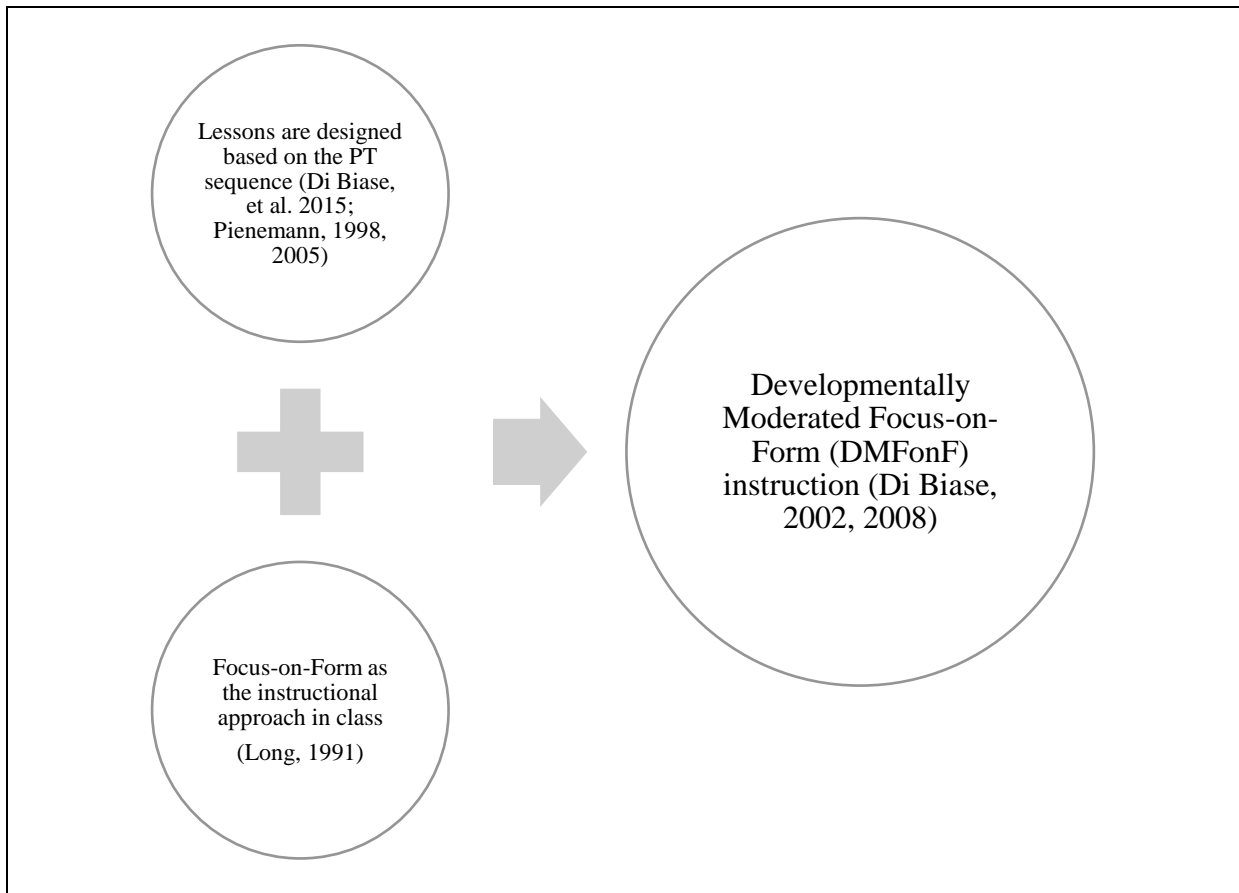 Lessons are designed
based on the PT
sequence (Di Biase,
et al. 2015;
Pienemann, 1998,
2005)
Focus-on-Form as
the instructional
approach in class
(Long, 1991)
Developmentally
Moderated Focus-on-
Form (DMFonF)
instruction (Di Biase,
2002, 2008)